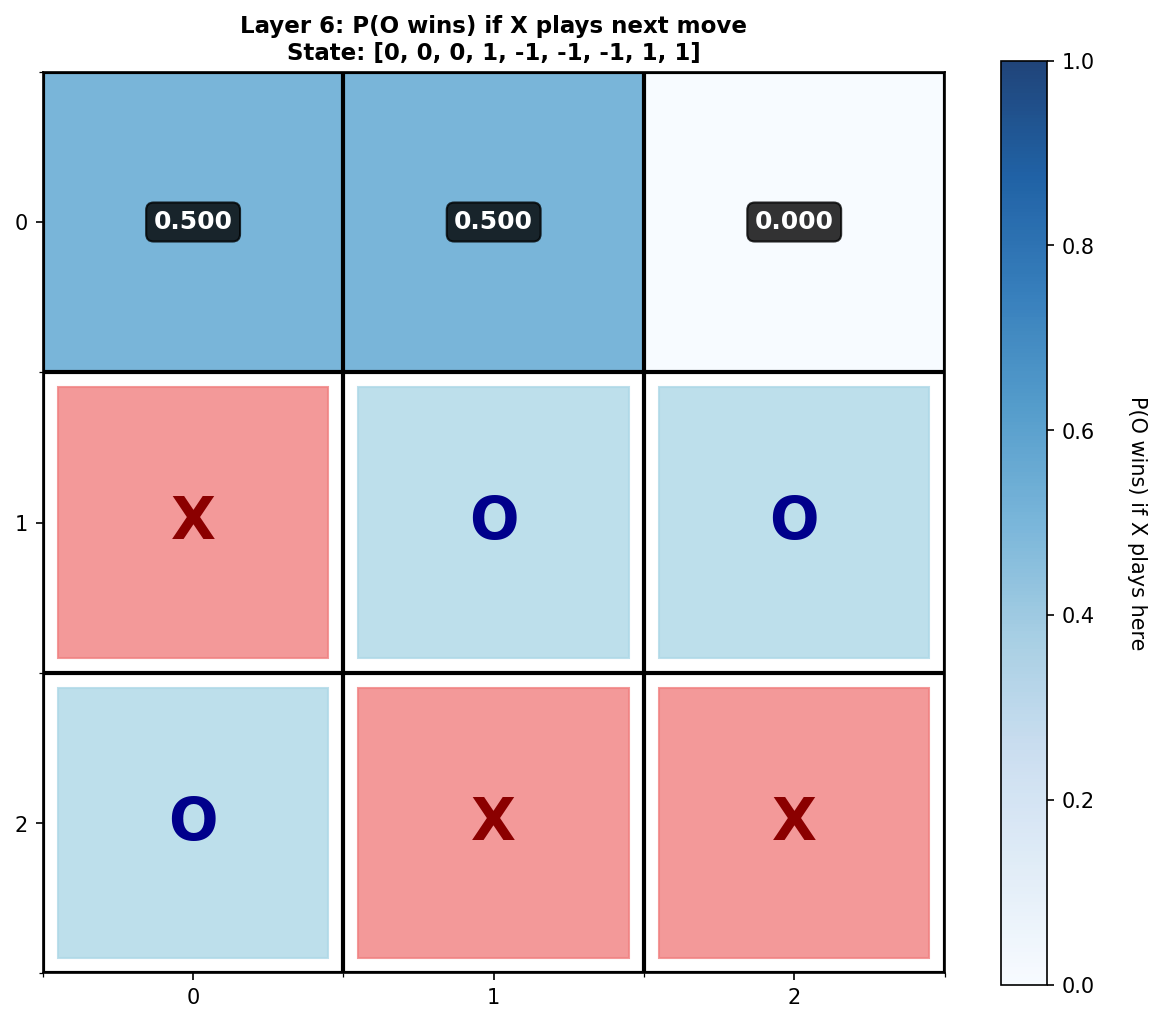 Layer 6: P(O wins) if X plays next move
State: [0, 0, 0, 1, -1, -1, -1, 1, 1]
0
0.500
0.500
0.000
1
X
O
O
2
O
X
X
0
1
2
1.0
0.8
0.6
0.4
0.2
0.0
P(O wins) if X plays here